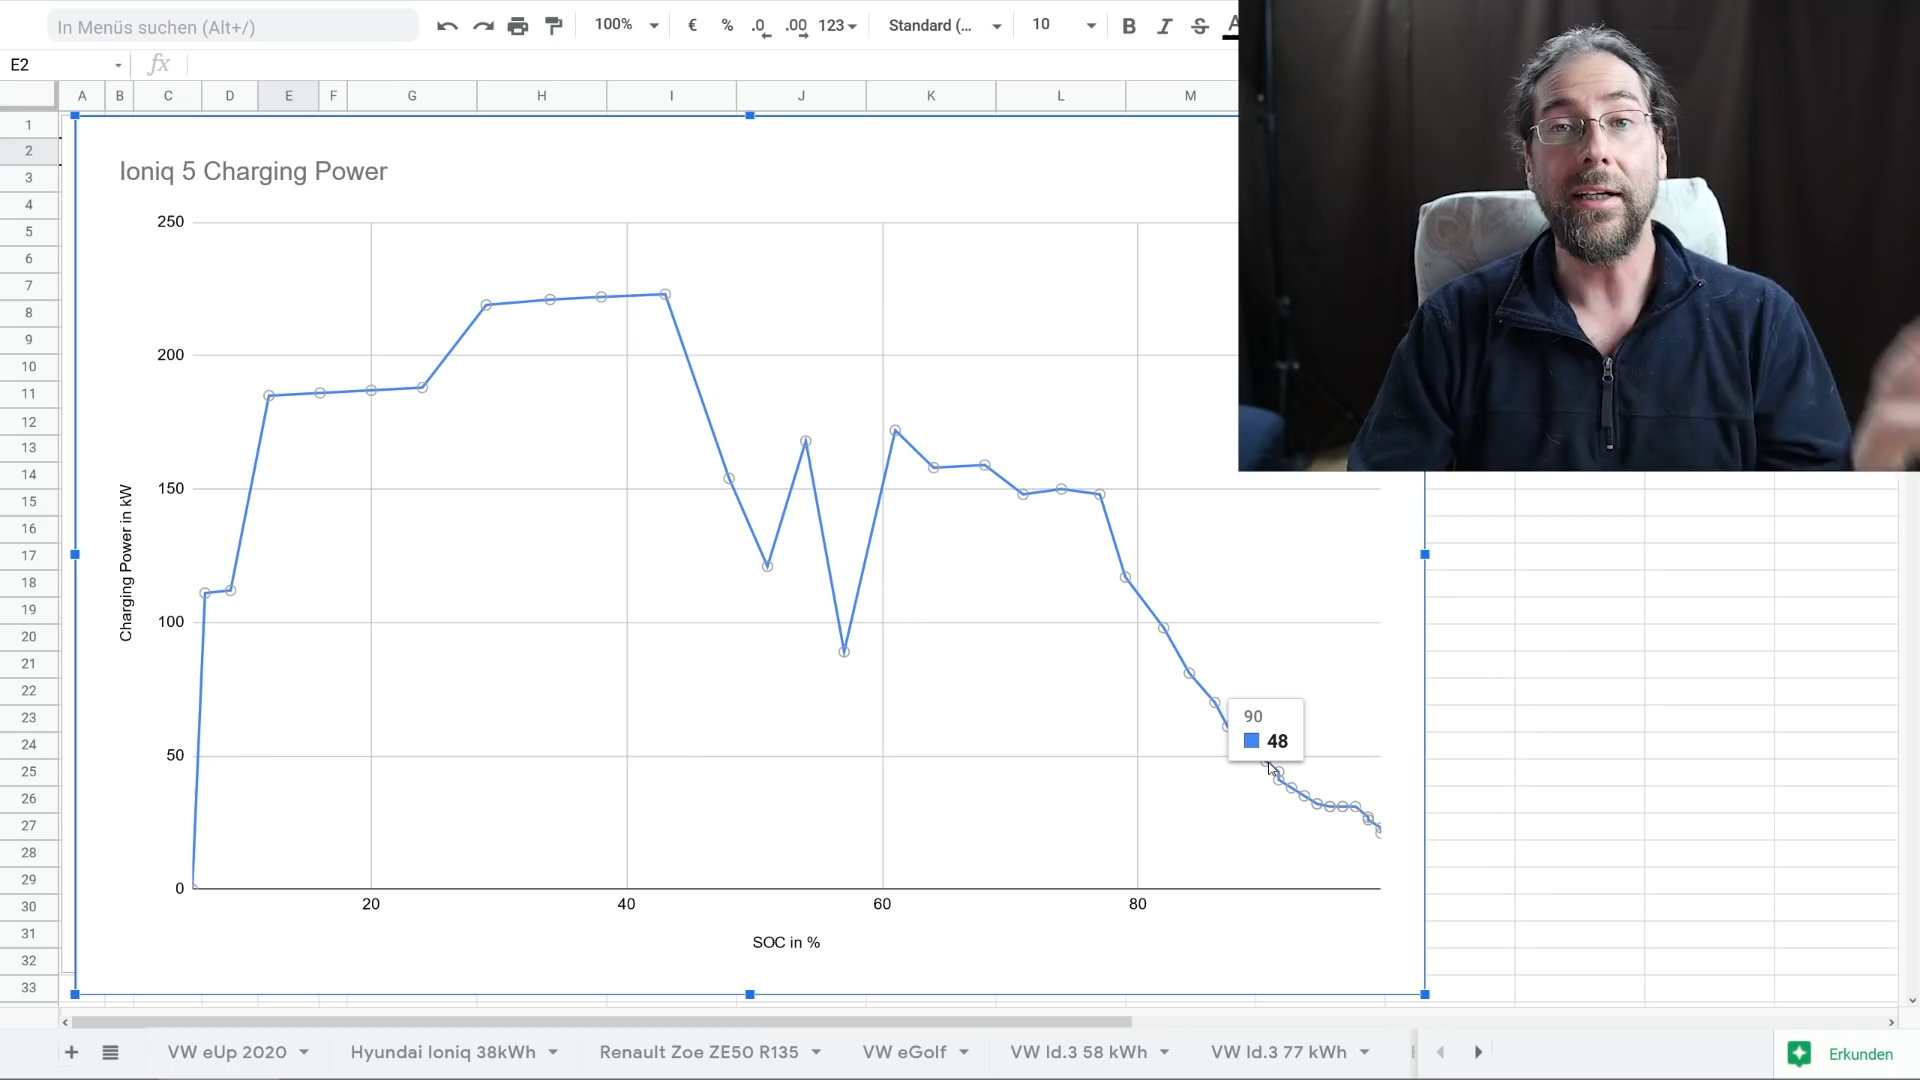 In Menüs suchen (Alt+/)
100%
€
%
.0
.00
123
Standard (...
10
B
I
S
A
E2
fx
A B C D E F G H I J K L M
1
2
3
4
5
6
7
8
9
10
11
12
13
14
15
16
17
18
19
20
21
22
23
24
25
26
27
28
29
30
31
32
33
Ioniq 5 Charging Power
250
200
150
100
50
0
Charging Power in kW
20
40
60
80
SOC in %
90
48
VW eUp 2020
Hyundai Ioniq 38kWh
Renault Zoe ZE50 R135
VW eGolf
VW Id.3 58 kWh
VW Id.3 77 kWh
Erkunden